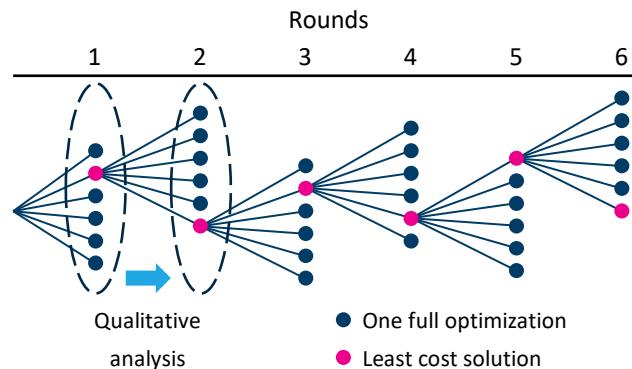 Rounds
1 2 3 4 5 6
Qualitative
analysis
One full optimization
Least cost solution